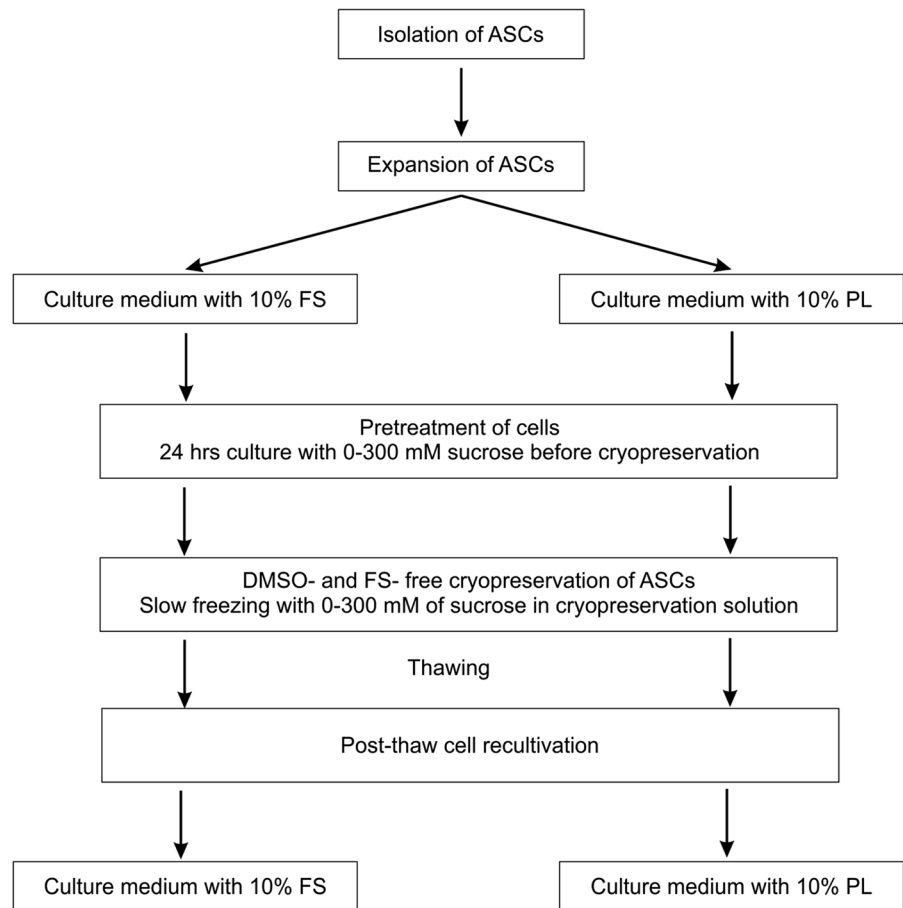 Isolation of ASCs
Expansion of ASCs
Culture medium with 10% FS
Culture medium with 10% PL
Pretreatment of cells
24 hrs culture with 0-300 mM sucrose before cryopreservation
DMSO- and FS- free cryopreservation of ASCs
Slow freezing with 0-300 mM of sucrose in cryopreservation solution
Thawing
Post-thaw cell recultivation
Culture medium with 10% FS
Culture medium with 10% PL